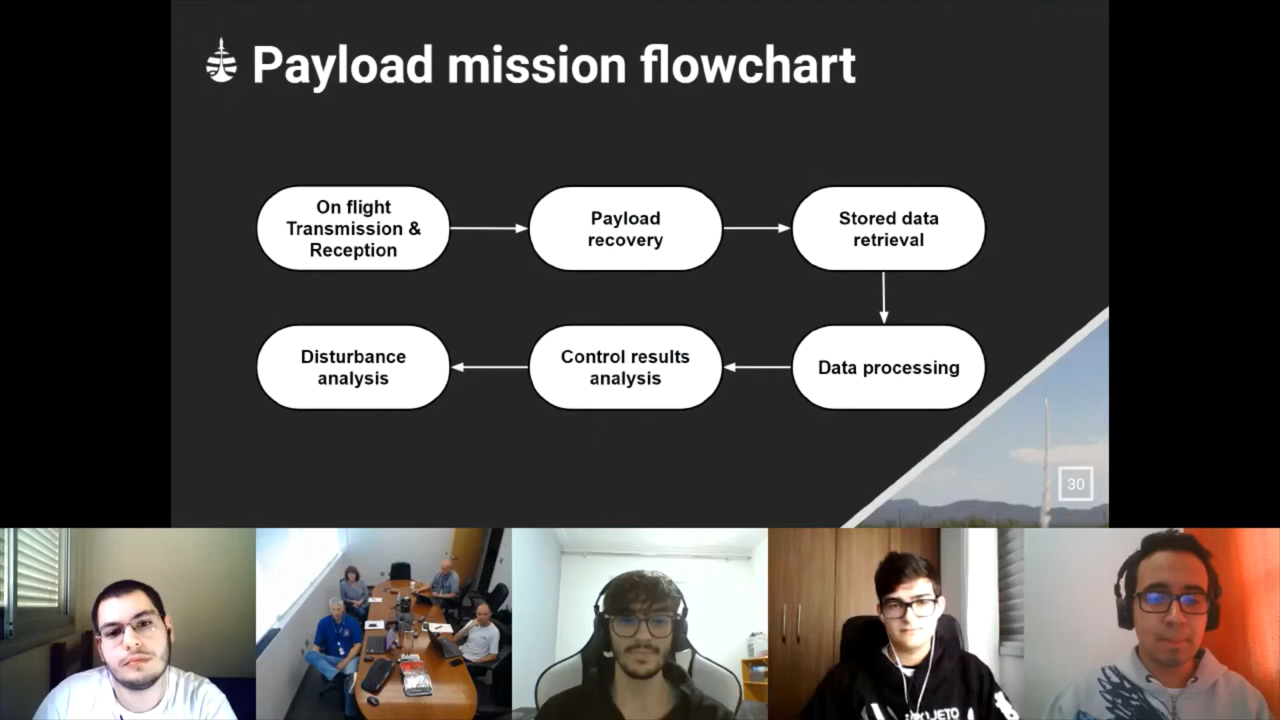 Payload mission flowchart
On flight
Transmission &
Reception
Payload
recovery
Stored data
retrieval
Data processing
Control results
analysis
Disturbance
analysis
30